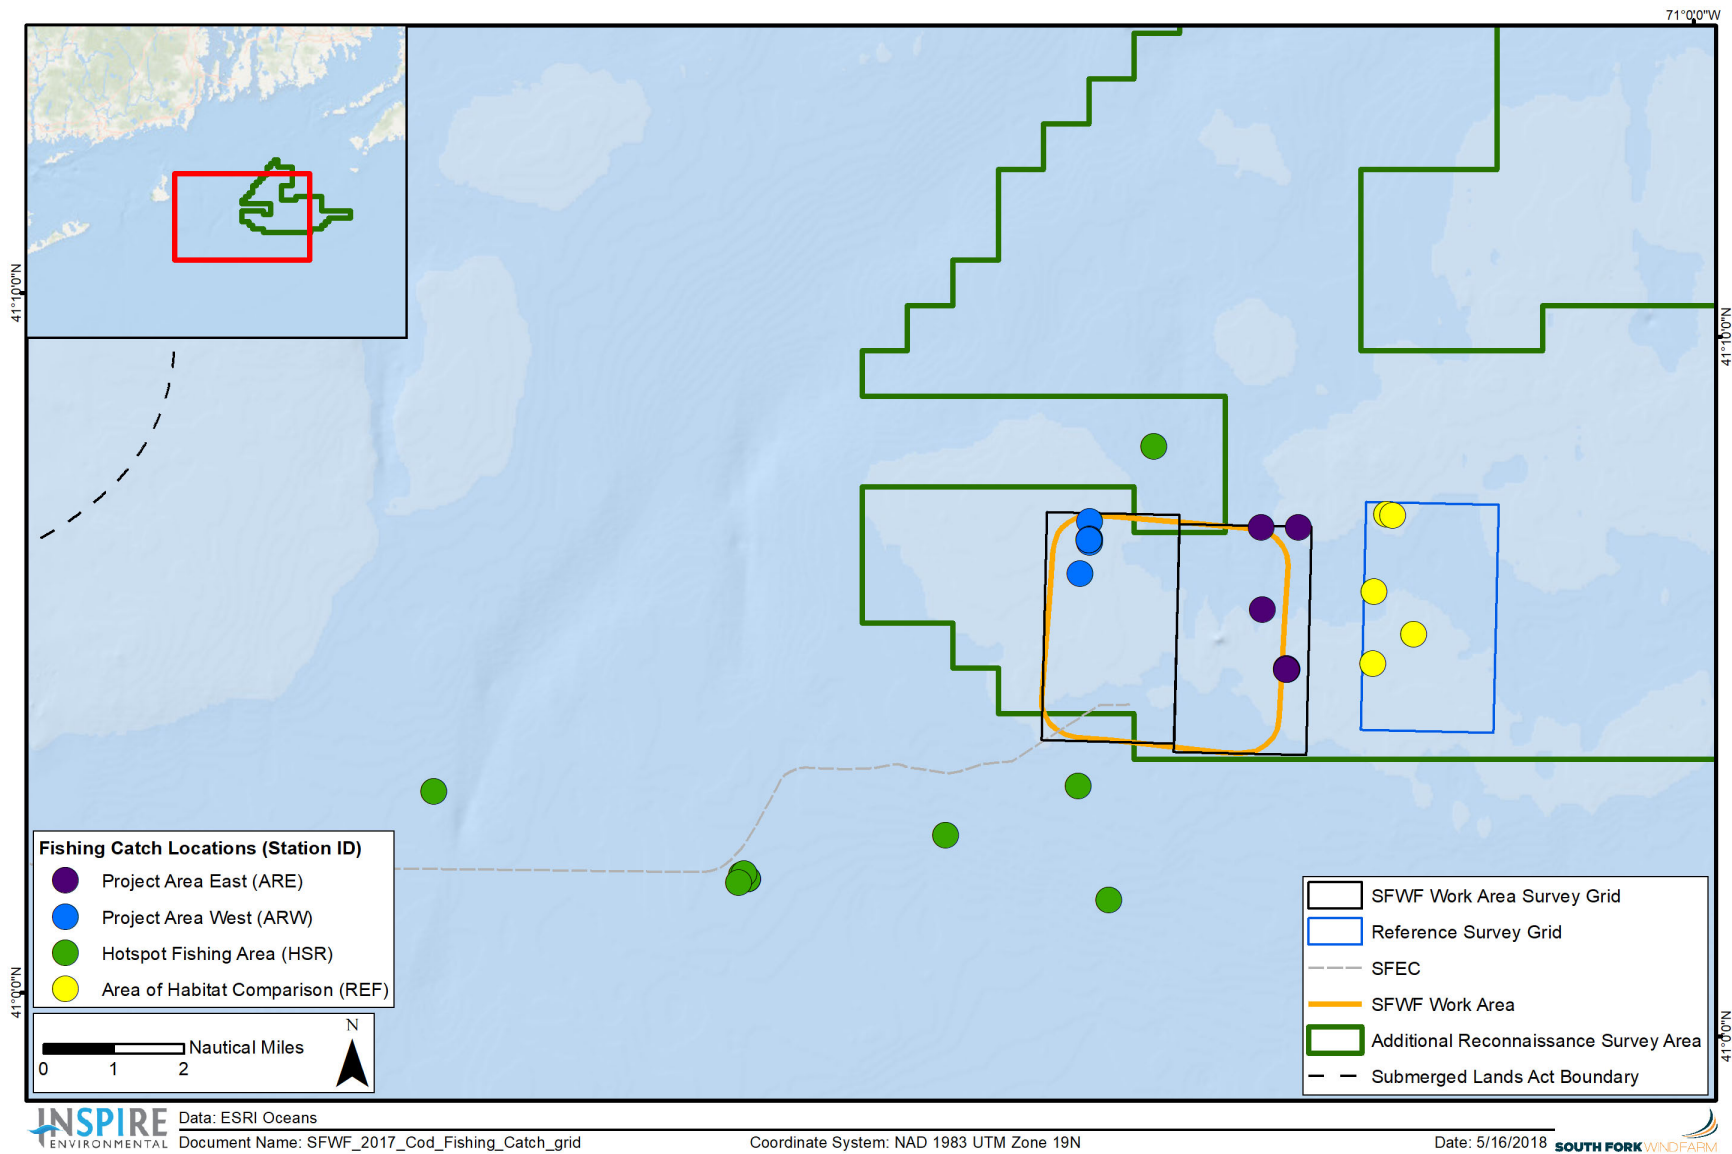 71°0'0"W
41°10'0"N
41°10'0"N
Fishing Catch Locations (Station ID)
Project Area East (ARE)
Project Area West (ARW)
Hotspot Fishing Area (HSR)
Area of Habitat Comparison (REF)
SFWF Work Area Survey Grid
Reference Survey Grid
SFEC
SFWF Work Area
Additional Reconnaissance Survey Area
Submerged Lands Act Boundary
41°0'0"N
41°0'0"N
N
Nautical Miles
0 1 2
INSPIRE
ENVIRONMENTAL
Data: ESRI Oceans
Document Name: SFWF_2017_Cod_Fishing_Catch_grid
Coordinate System: NAD 1983 UTM Zone 19N
Date: 5/16/2018
SOUTH FORK WIND FARM